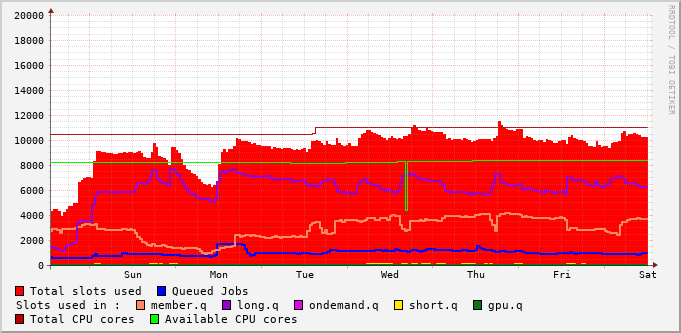 20000
18000
16000
14000
12000
10000
8000
6000
4000
2000
0
Sun Mon Tue Wed Thu Fri Sat
RRDTOOL / TOBI OETIKER
Total slots used Queued Jobs
Slots used in : member.q long.q ondemand.q short.q gpu.q
Total CPU cores Available CPU cores